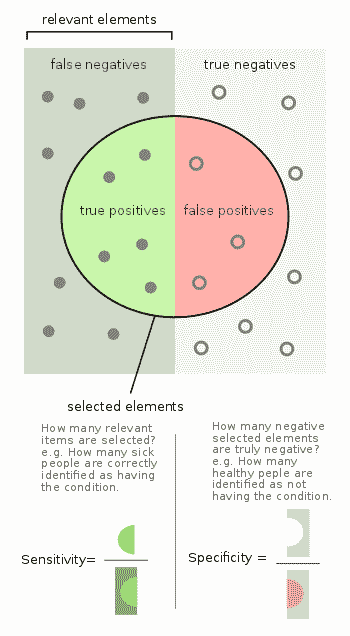 relevant elements
false negatives
true negatives
true positives
false positives
selected elements
How many relevant
items are selected?
e.g. How many sick
people are correctly
identified as having
the condition.
How many negative
selected elements
are truly negative?
e.g. How many
healthy peple are
identified as not
having the condition.
Sensitivity=
Specificity =